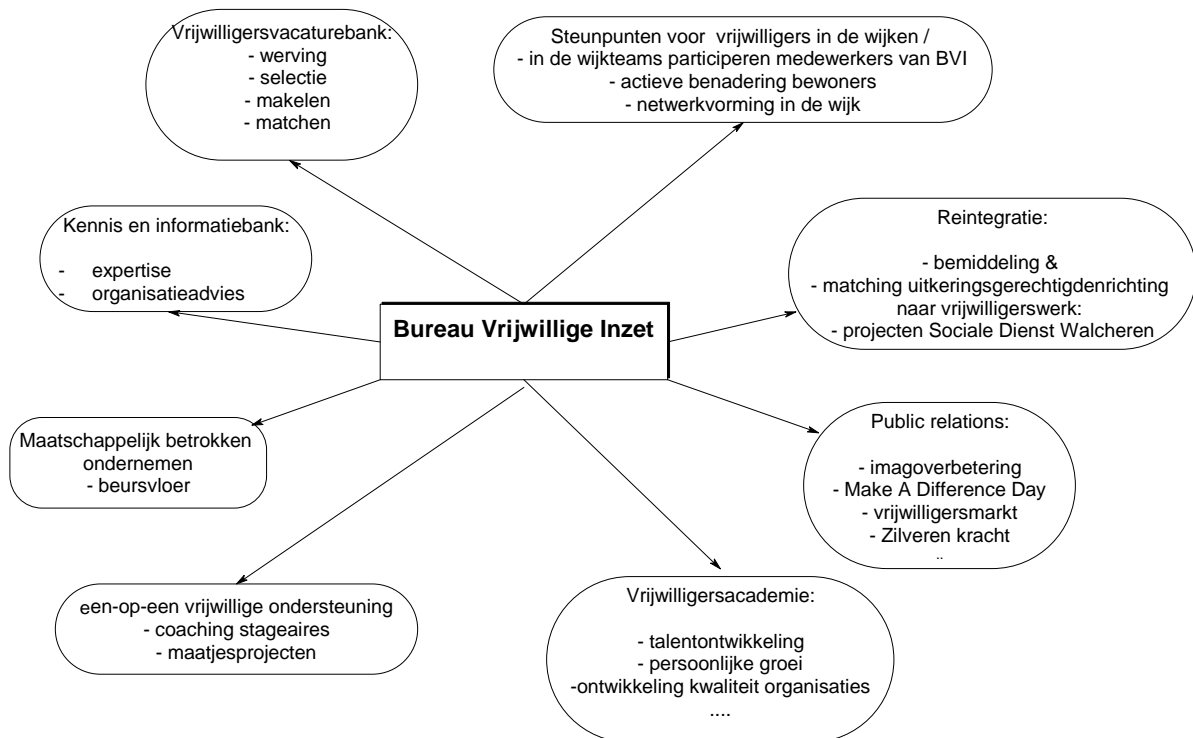 Vrijwilligersvacaturebank:
- werving
- selectie
- makelen
- matchen
Steunpunten voor vrijwilligers in de wijken /
- in de wijkteams participeren medewerkers van BVI
- actieve benadering bewoners
- netwerkvorming in de wijk
Kennis en informatiebank:
- expertise
- organisatieadvies
Reintegratie:
- bemiddeling &
- matching uitkeringsgerechtigdenrichting
naar vrijwilligerswerk:
- projecten Sociale Dienst Walcheren
Bureau Vrijwillige Inzet
Maatschappelijk betrokken
ondernemen
- beursvloer
Public relations:
- imagoverbetering
- Make A Difference Day
- vrijwilligersmarkt
- Zilveren kracht
..
een-op-een vrijwillige ondersteuning
- coaching stageaires
- maatjesprojecten
Vrijwilligersacademie:
- talentontwikkeling
- persoonlijke groei
-ontwikkeling kwaliteit organisaties
....